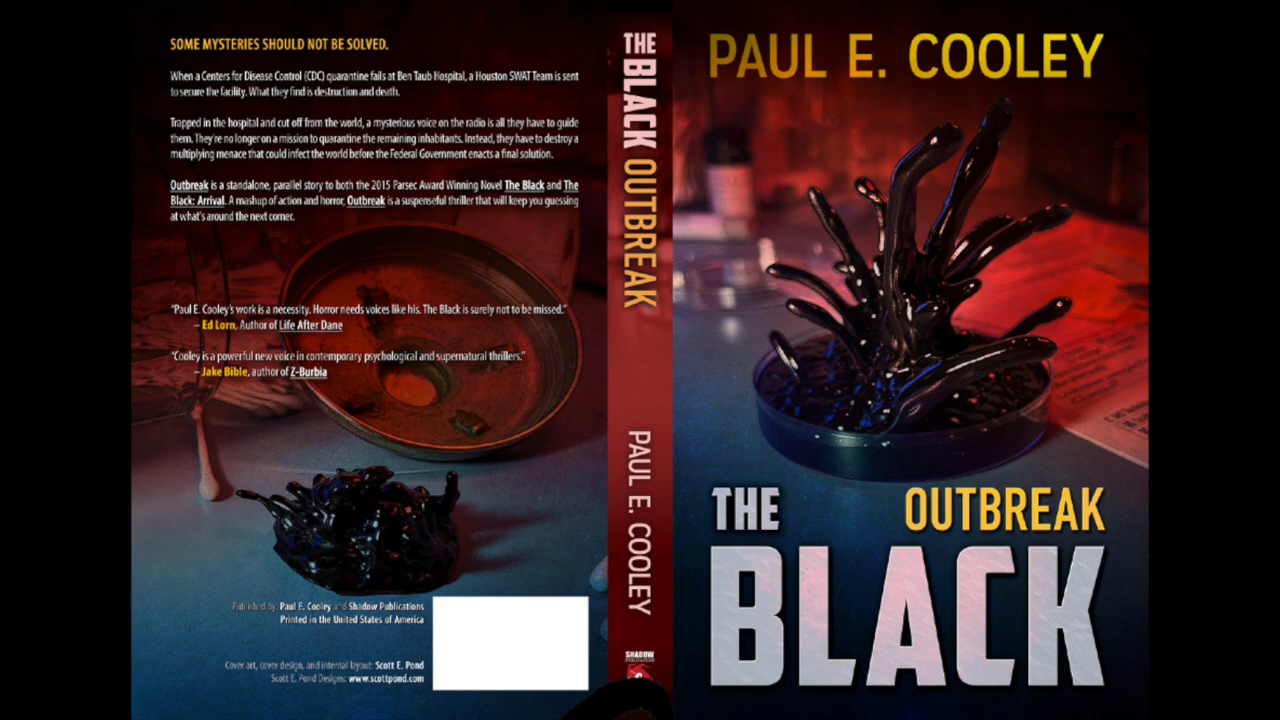 SOME MYSTERIES SHOULD NOT BE SOLVED.
When a Centers for Disease Control (CDC) quarantine fails at Ben Taub Hospital, a Houston SWAT Team is sent
to secure the facility. What they find is destruction and death.
Trapped in the hospital and cut off from the world, a mysterious voice on the radio is all they have to guide
them. They're no longer on a mission to quarantine the remaining inhabitants. Instead, they have to destroy a
multiplying menace that could infect the world before the Federal Government enacts a final solution.
Outbreak is a standalone, parallel story to both the 2015 Parsec Award Winning Novel The Black and The
Black: Arrival. A mashup of action and horror, Outbreak is a suspenseful thriller that will keep you guessing
at what's around the next corner.
"Paul E. Cooley's work is a necessity. Horror needs voices like his. The Black is surely not to be missed."
– Ed Lorn, Author of Life After Dane
"Cooley is a powerful new voice in contemporary psychological and supernatural thrillers."
– Jake Bible, author of Z-Burbia
Published by: Paul E. Cooley and Shadow Publications
Printed in the United States of America
Cover art, cover design, and internal layout: Scott E. Pond
Scott E. Pond Designs: www.scottpond.com
THE BLACK OUTBREAK
PAUL E. COOLEY
SHADOW
PAUL E. COOLEY
THE OUTBREAK
BLACK